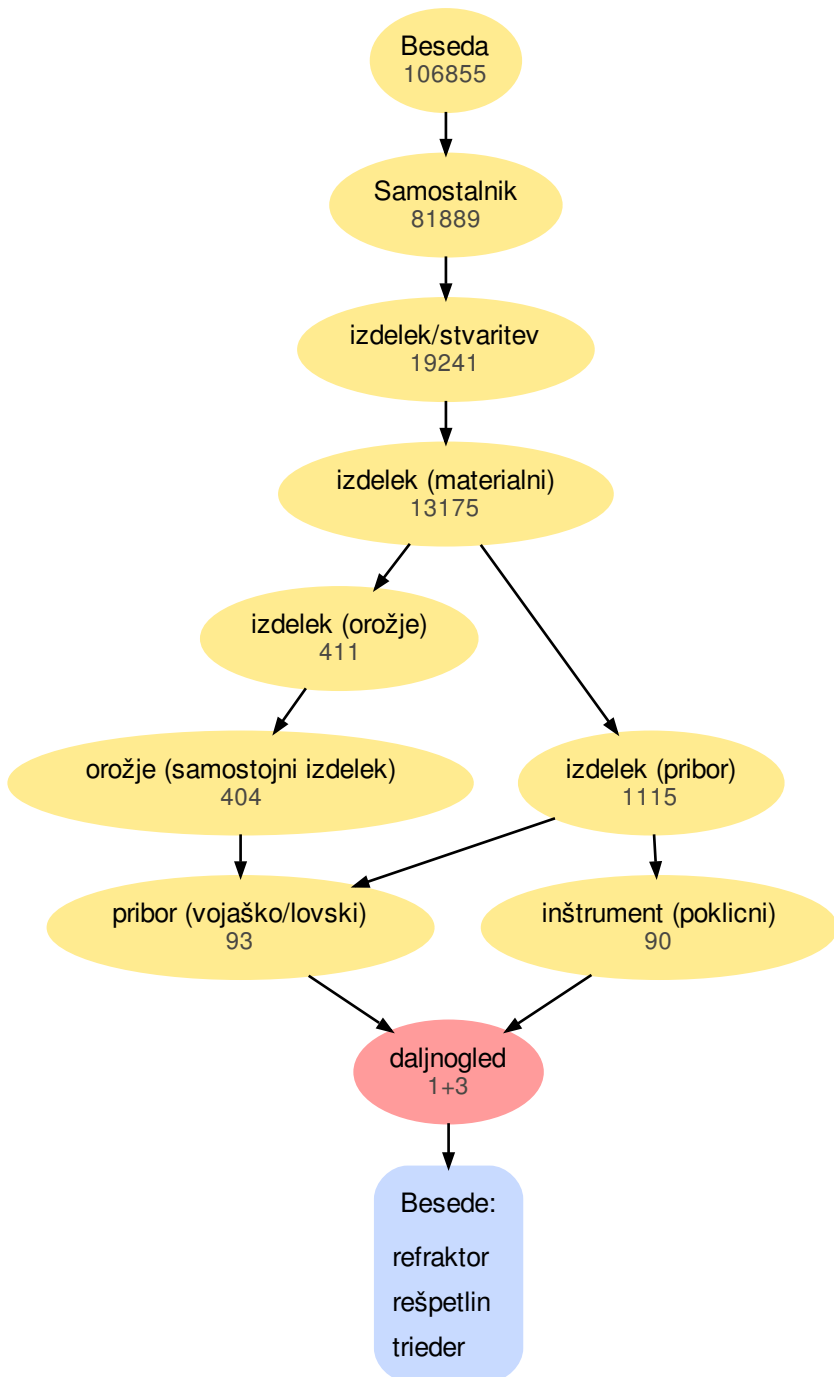 Beseda
106855
Samostalnik
81889
izdelek/stvaritev
19241
izdelek (materialni)
13175
izdelek (orožje)
411
orožje (samostojni izdelek)
404
izdelek (pribor)
1115
pribor (vojaško/lovski)
93
inštrument (poklicni)
90
daljnogled
1+3
Besede:
refraktor
rešpetlin
trieder